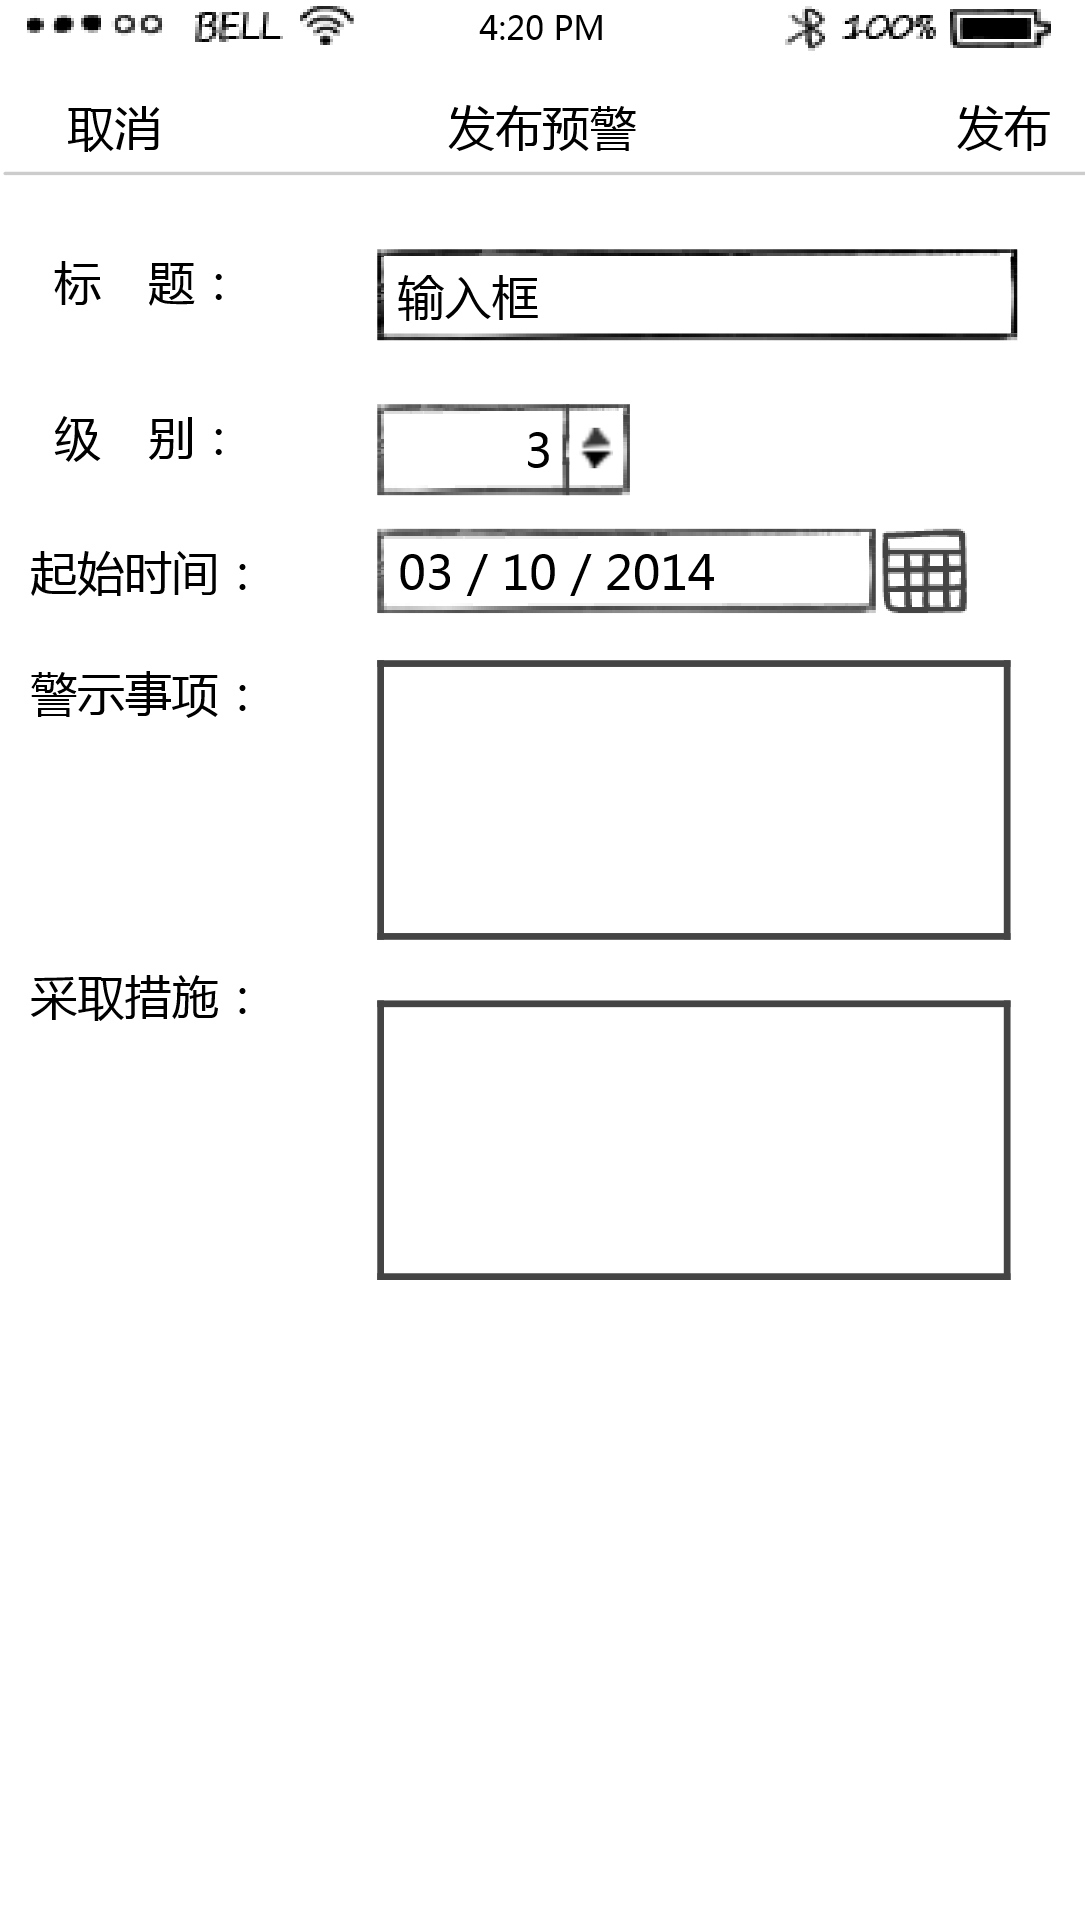 BELL 4:20 PM 100%
取消 发布预警 发布
标 题： 输入框
级 别： 3
起始时间： 03 / 10 / 2014
警示事项：
采取措施：